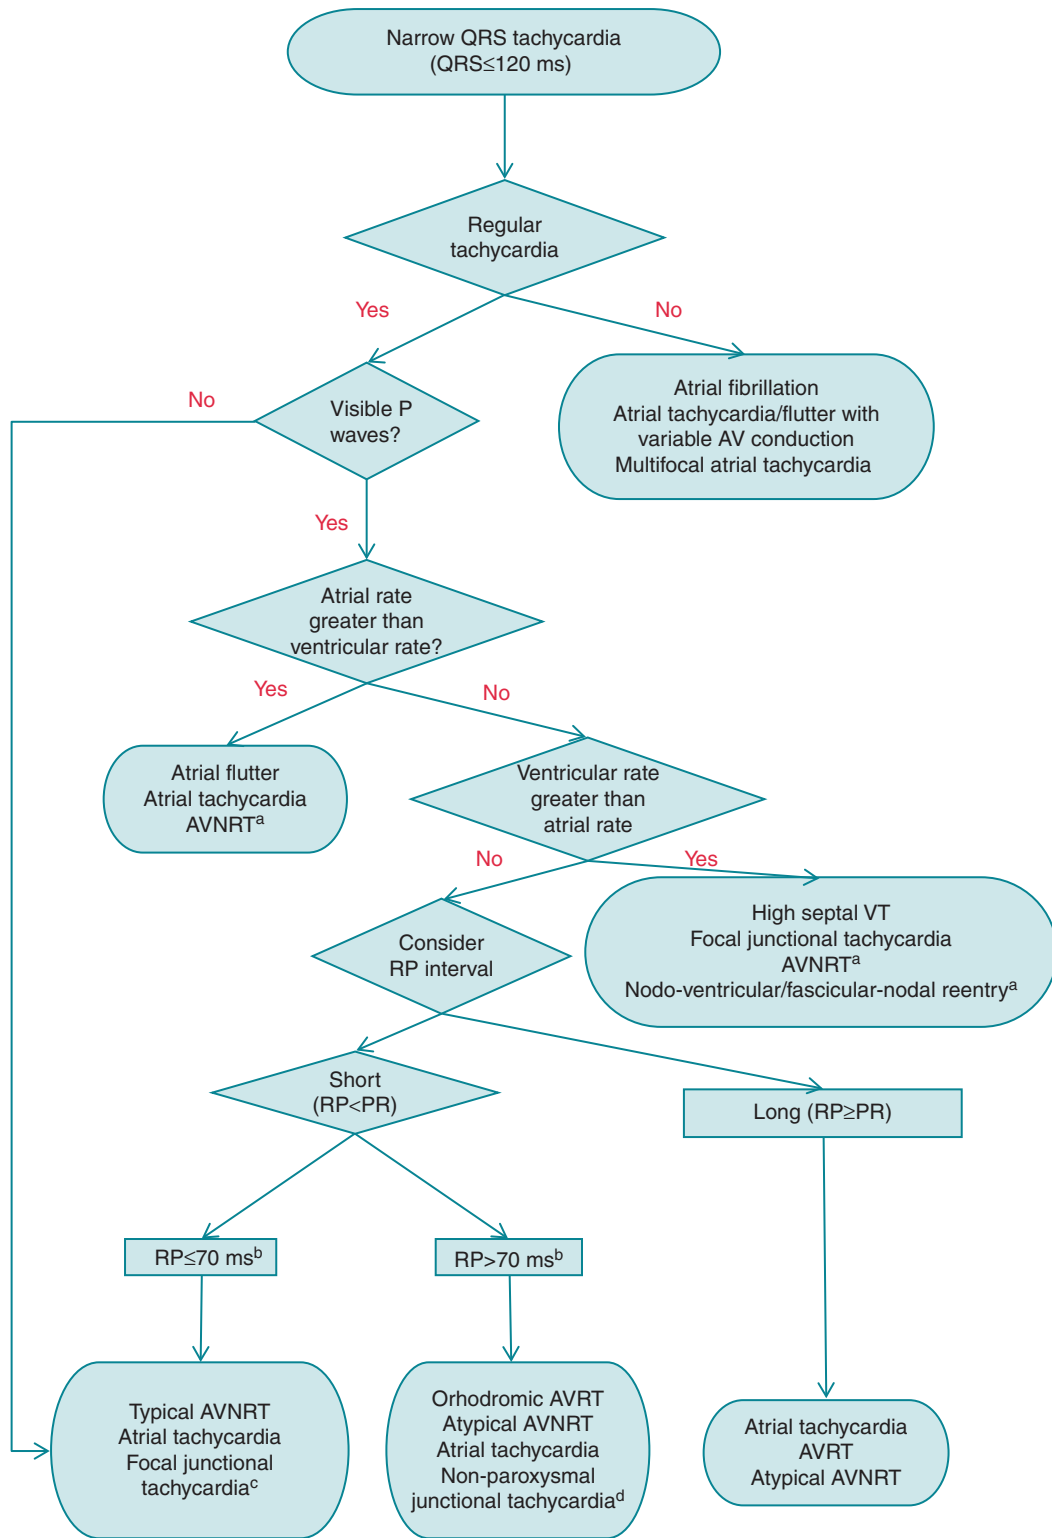 Narrow QRS tachycardia
(QRS≤120 ms)
Regular
tachycardia
Yes
No
Atrial fibrillation
Atrial tachycardia/flutter with
variable AV conduction
Multifocal atrial tachycardia
No
Visible P
waves?
Yes
Atrial rate
greater than
ventricular rate?
Yes
No
Atrial flutter
Atrial tachycardia
AVNRTa
Ventricular rate
greater than
atrial rate
No
Yes
High septal VT
Focal junctional tachycardia
AVNRTa
Nodo-ventricular/fascicular-nodal reentrya
Consider
RP interval
Short
(RP<PR)
Long (RP≥PR)
RP≤70 msb
RP>70 msb
Typical AVNRT
Atrial tachycardia
Focal junctional
tachycardiac
Orhodromic AVRT
Atypical AVNRT
Atrial tachycardia
Non-paroxysmal
junctional tachycardiad
Atrial tachycardia
AVRT
Atypical AVNRT